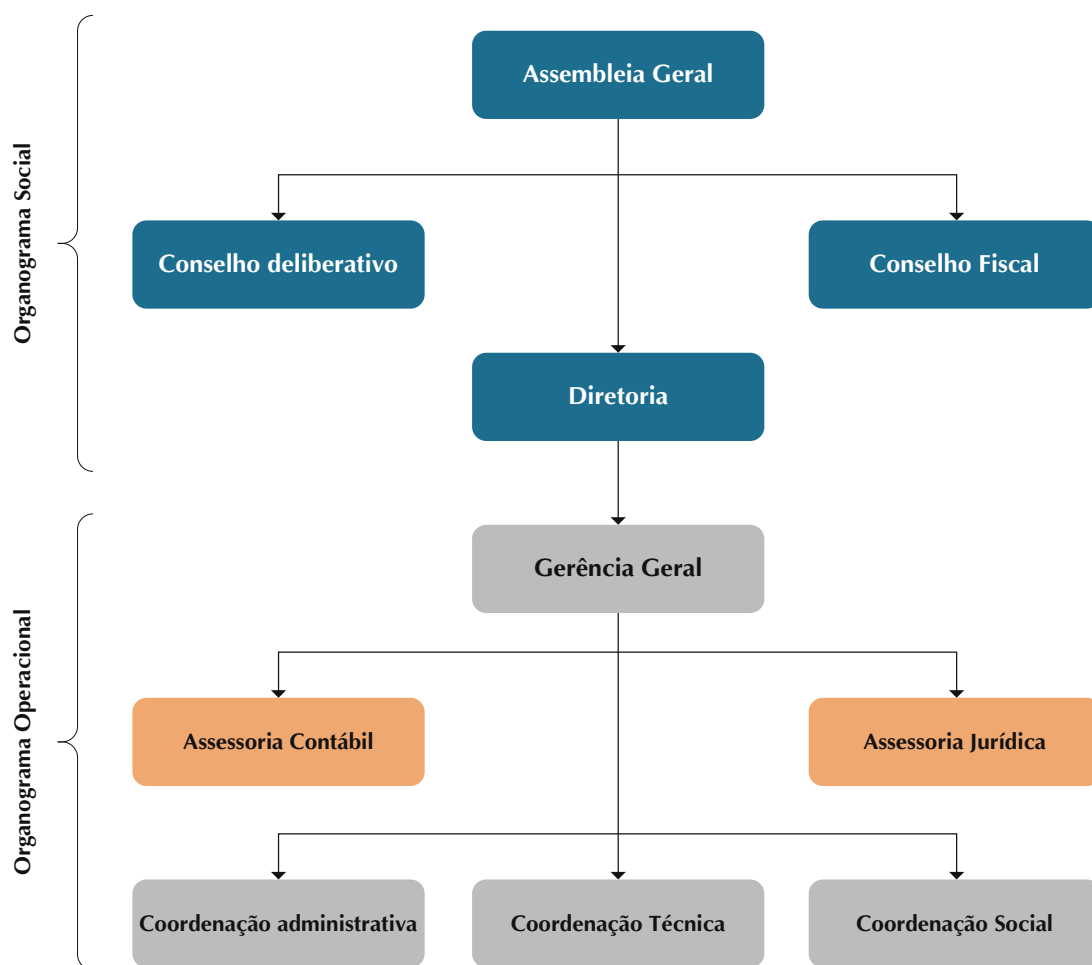 Organograma Social
Assembleia Geral
Conselho deliberativo
Conselho Fiscal
Diretoria
Organograma Operacional
Gerência Geral
Assessoria Contábil
Assessoria Jurídica
Coordenação administrativa
Coordenação Técnica
Coordenação Social